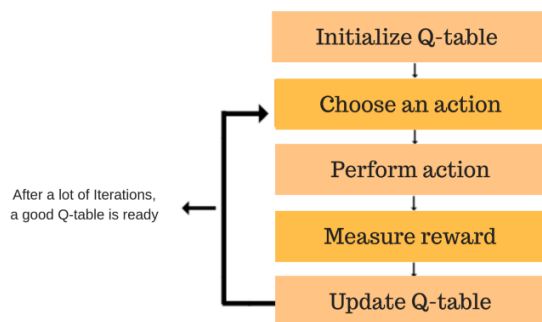 Initialize Q-table
Choose an action
Perform action
After a lot of Iterations,
a good Q-table is ready
Measure reward
Update Q-table